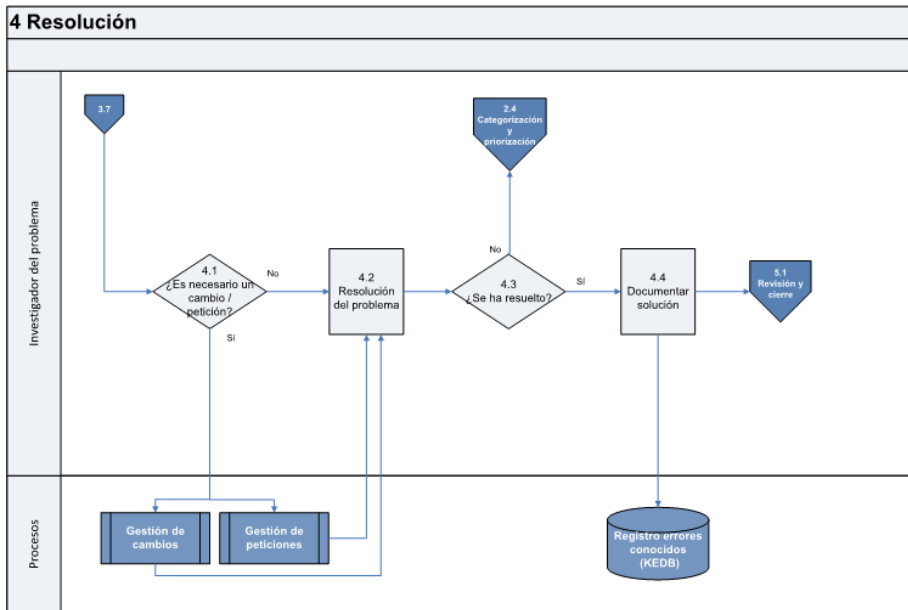 4 Resolución
Investigador del problema
3.7
2.4
Categorización
y
priorización
4.1
¿Es necesario un
cambio /
petición?
No
Sí
4.2
Resolución
del problema
No
4.3
¿Se ha resuelto?
Sí
4.4
Documentar
solución
5.1
Revisión y
cierre
Procesos
Gestión de
cambios
Gestión de
peticiones
Registro errores
conocidos
(KEDB)